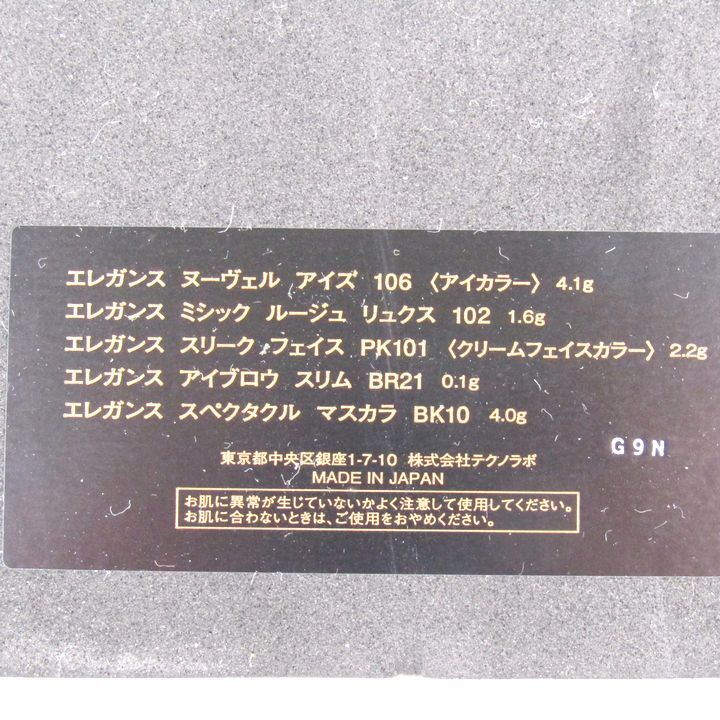 エレガンス ヌーヴェル アイズ 106 〈アイカラー〉 4.1g
エレガンス ミシック ルージュ リュクス 102 1.6g
エレガンス スリーク フェイス PK101 〈クリームフェイスカラー〉 2.2g
エレガンス アイブロウ スリム BR21 0.1g
エレガンス スペクタクル マスカラ BK10 4.0g
G9N
東京都中央区銀座1-7-10 株式会社テクノラボ
MADE IN JAPAN
お肌に異常が生じていないかよく注意して使用してください。
お肌に合わないときは、ご使用をおやめください。